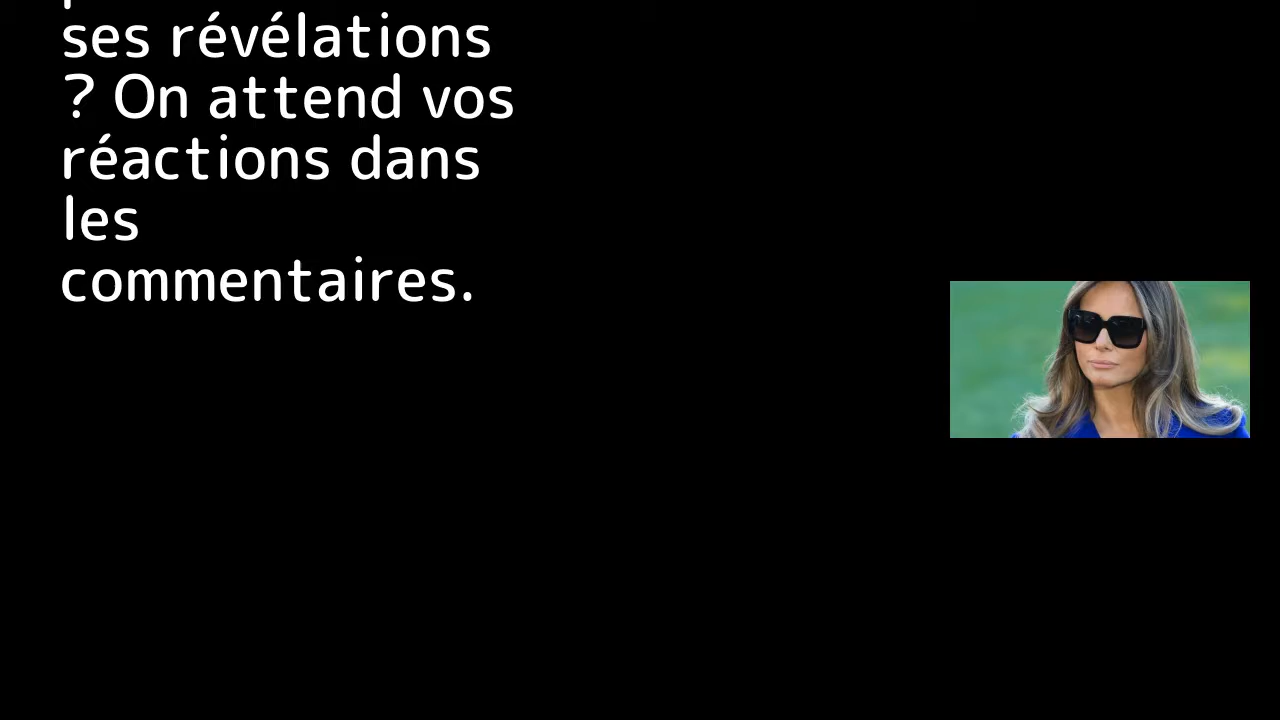 ses révélations
? On attend vos
réactions dans
les
commentaires.